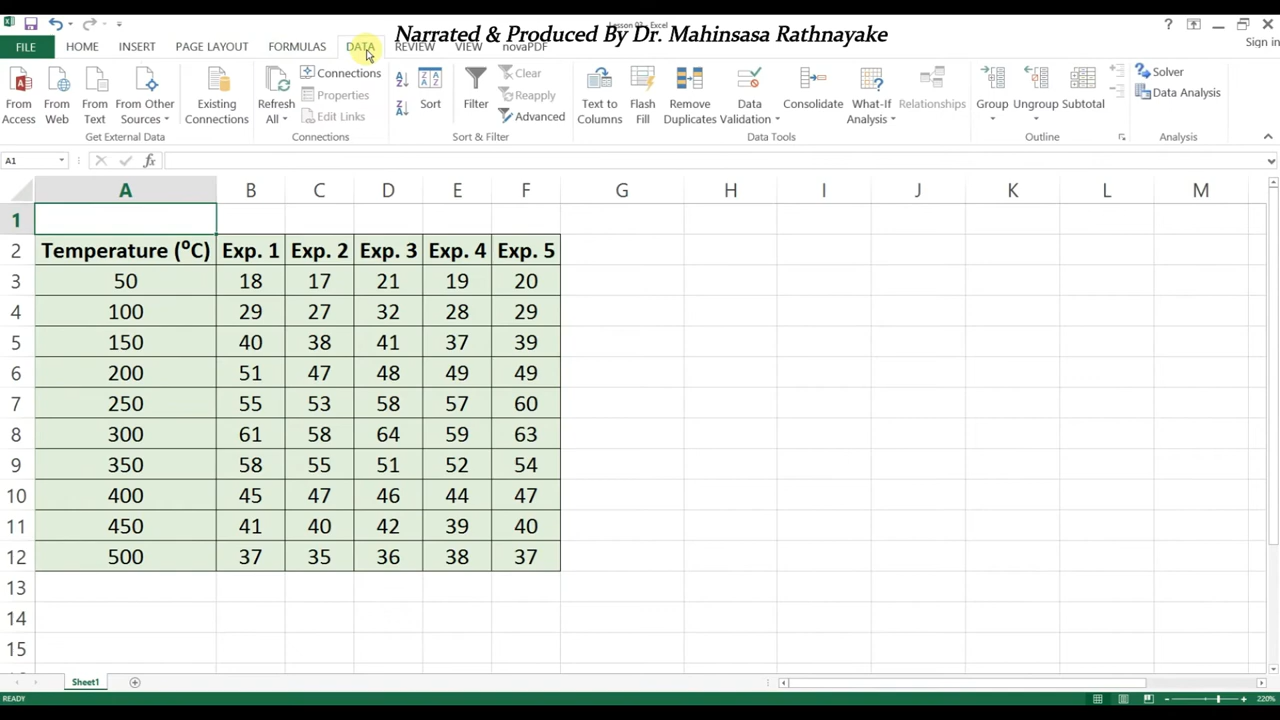 Lesson 02 - Excel
Narrated & Produced By Dr. Mahinsasa Rathnayake
Sign in
FILE HOME INSERT PAGE LAYOUT FORMULAS DATA REVIEW VIEW novaPDF
From Access
From Web
From Text
From Other Sources
Existing Connections
Get External Data
Refresh All
Connections
Properties
Edit Links
Connections
Sort
Filter
Clear
Reapply
Advanced
Sort & Filter
Text to Columns
Flash Fill
Remove Duplicates
Data Validation
Consolidate
What-If Analysis
Relationships
Data Tools
Group
Ungroup
Subtotal
Outline
Solver
Data Analysis
Analysis
A1 fx
A B C D E F G H I J K L M
1
2 Temperature (⁰C) Exp. 1 Exp. 2 Exp. 3 Exp. 4 Exp. 5
3 50 18 17 21 19 20
4 100 29 27 32 28 29
5 150 40 38 41 37 39
6 200 51 47 48 49 49
7 250 55 53 58 57 60
8 300 61 58 64 59 63
9 350 58 55 51 52 54
10 400 45 47 46 44 47
11 450 41 40 42 39 40
12 500 37 35 36 38 37
13
14
15
Sheet1
READY 220%